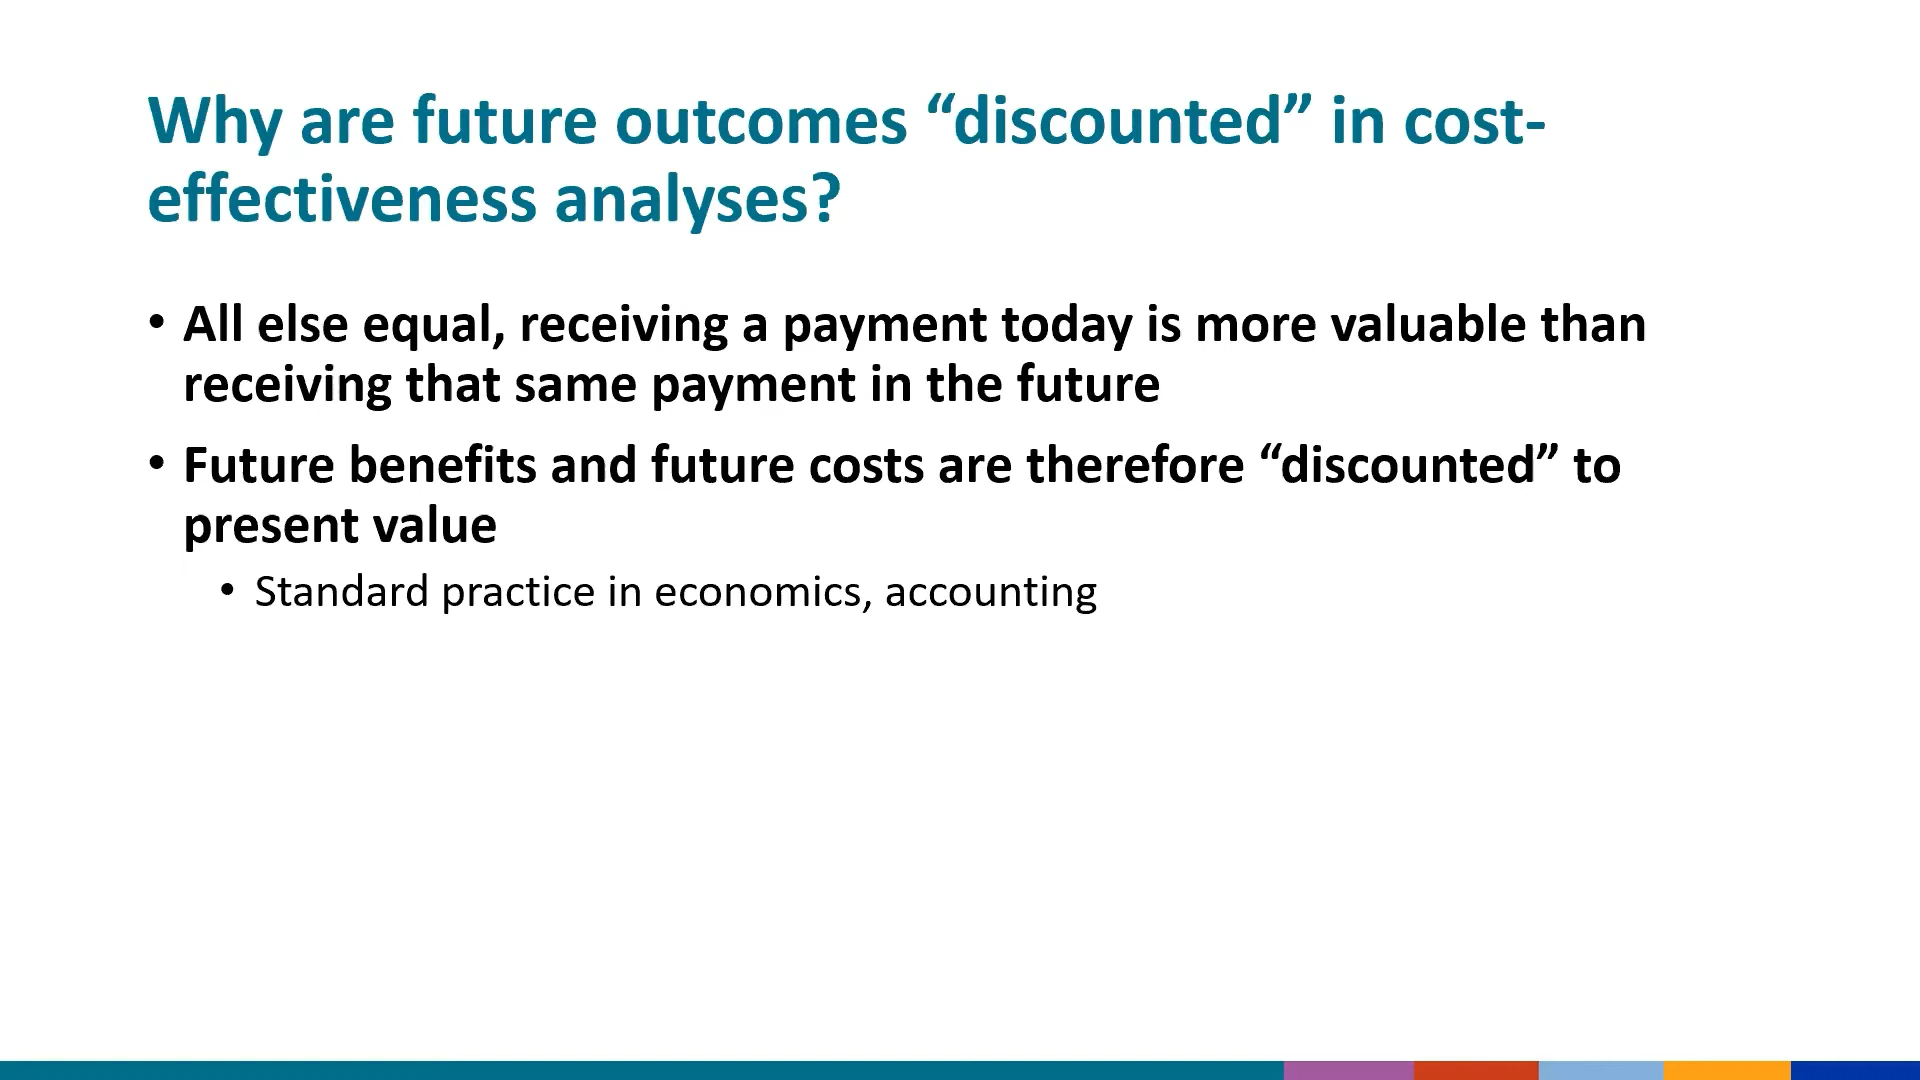 Why are future outcomes “discounted” in cost-
effectiveness analyses?
• All else equal, receiving a payment today is more valuable than
receiving that same payment in the future
• Future benefits and future costs are therefore “discounted” to
present value
• Standard practice in economics, accounting